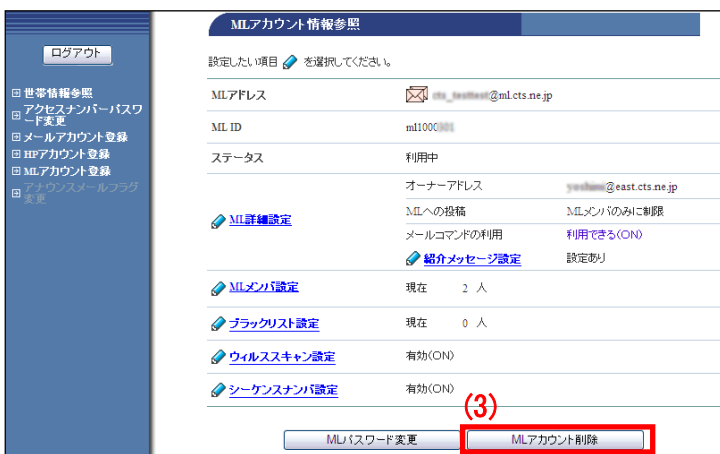 MLアカウント情報参照
ログアウト
設定したい項目 を選択してください。
世帯情報参照
アクセスナンバーパスワ
ード変更
メールアカウント登録
HPアカウント登録
MLアカウント登録
アナウンスメールフラグ
変更
MLアドレス @ml.cts.ne.jp
ML ID ml1000
ステータス 利用中
ML詳細設定
オーナーアドレス @east.cts.ne.jp
MLへの投稿 MLメンバのみに制限
メールコマンドの利用 利用できる(ON)
紹介メッセージ設定 設定あり
MLメンバ設定 現在 2 人
ブラックリスト設定 現在 0 人
ウィルススキャン設定 有効(ON)
シーケンスナンバ設定 有効(ON)
(3)
MLパスワード変更 MLアカウント削除